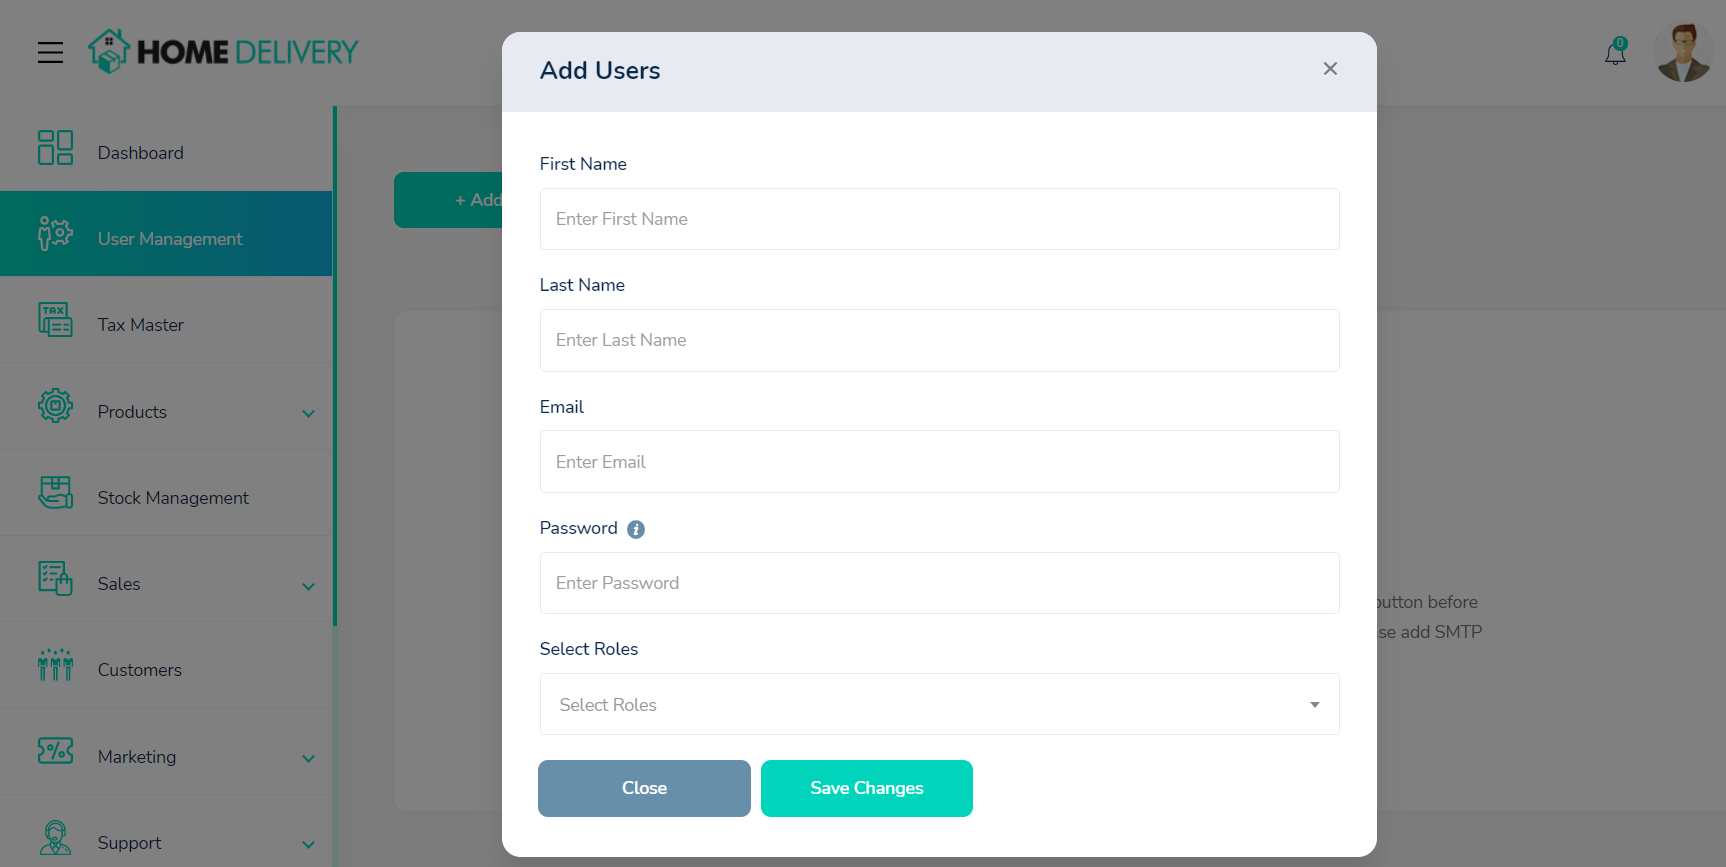 HOME DELIVERY
0
Dashboard
User Management
TAX
Tax Master
Products
Stock Management
Sales
Customers
Marketing
Support
+ Add
Add Users
×
First Name
Enter First Name
Last Name
Enter Last Name
Email
Enter Email
Password i
Enter Password
Select Roles
Select Roles
Close
Save Changes
button before
se add SMTP